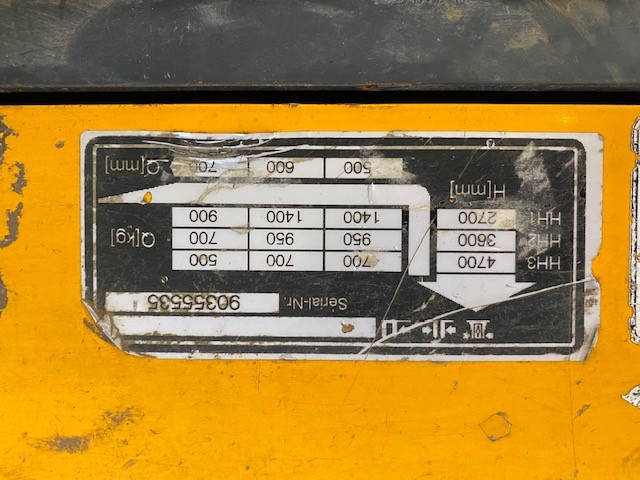 Serial-Nr. 90355535
HH3 4700 700 700 500
HH2 3600 950 950 700 Q[kg]
HH1 2700 1400 1400 900
H[mm] 500 600 700 D[mm]